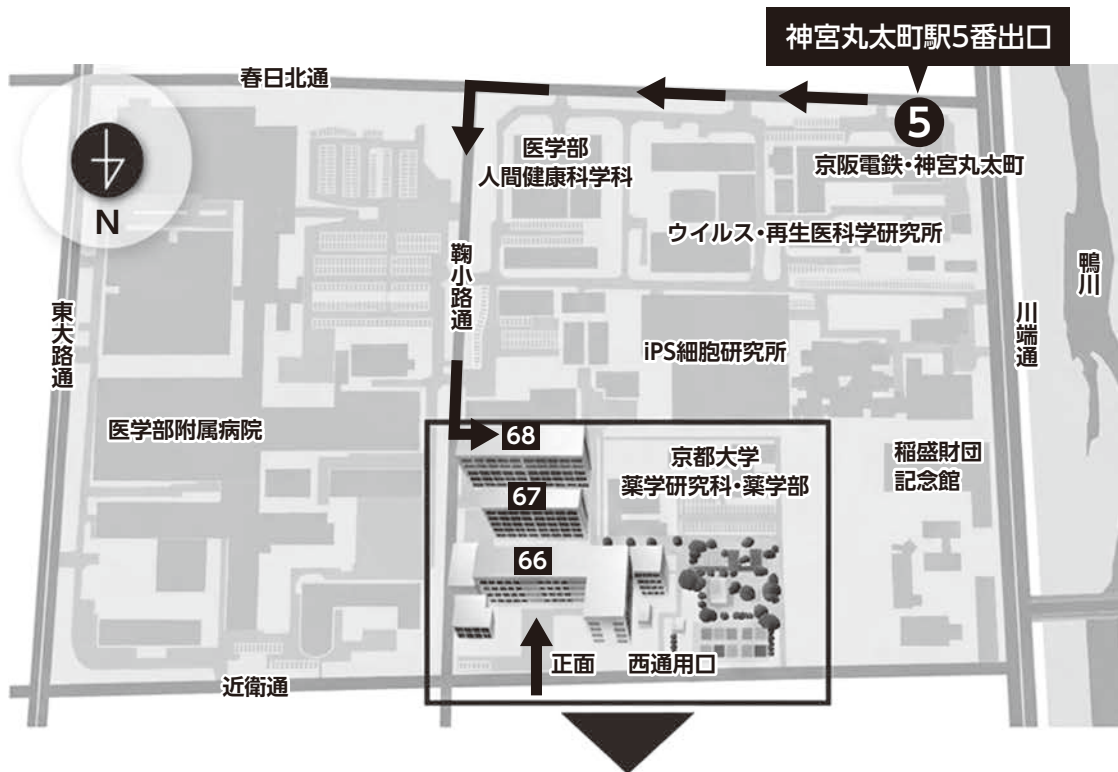 神宮丸太町駅5番出口
春日北通
5
医学部
人間健康科学科
京阪電鉄・神宮丸太町
N
ウイルス・再生医科学研究所
鞠小路通
鴨川
東大路通
川端通
iPS細胞研究所
医学部附属病院
68
京都大学
薬学研究科・薬学部
稲盛財団
記念館
67
66
正面
西通用口
近衛通